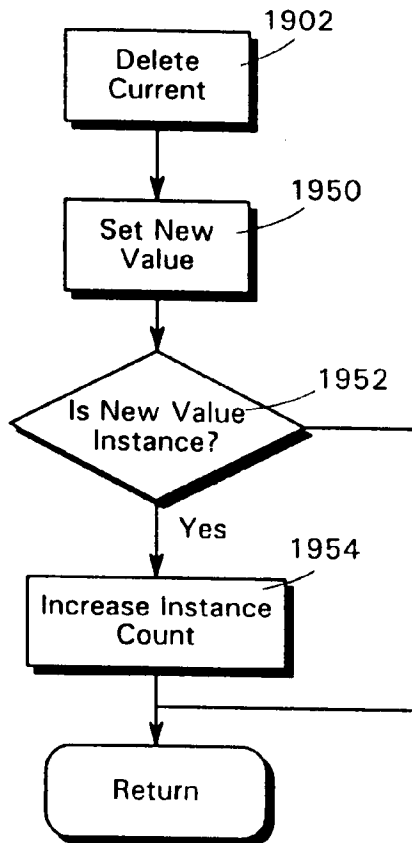 1902
Delete
Current
1950
Set New
Value
1952
Is New Value
Instance?
Yes
1954
Increase Instance
Count
Return